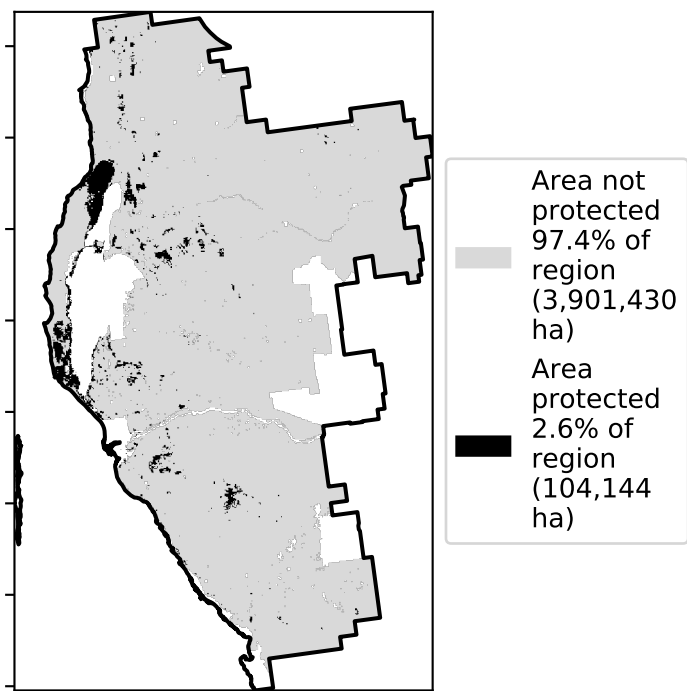 Area not
protected
97.4% of
region
(3,901,430
ha)
Area
protected
2.6% of
region
(104,144
ha)